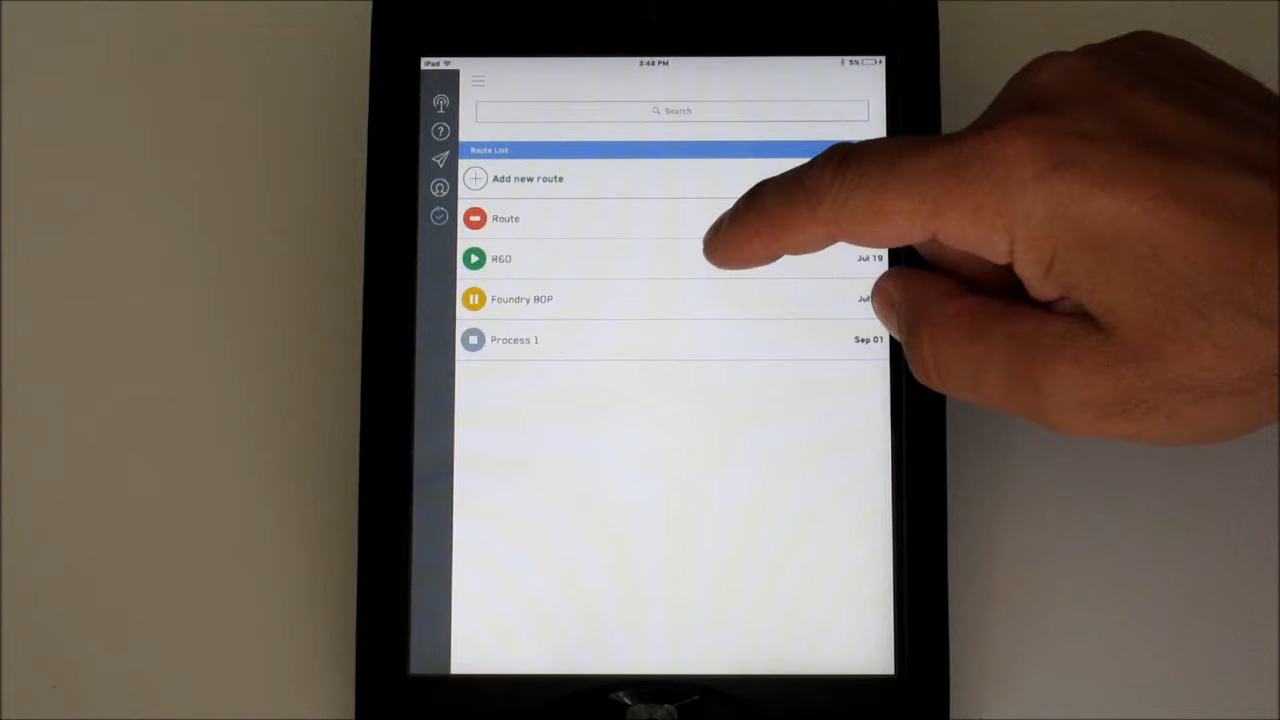 iPad 3:48 PM 5%
Search
Route List
Add new route
Route
R&D Jul 19
Foundry BOP Jul
Process 1 Sep 01